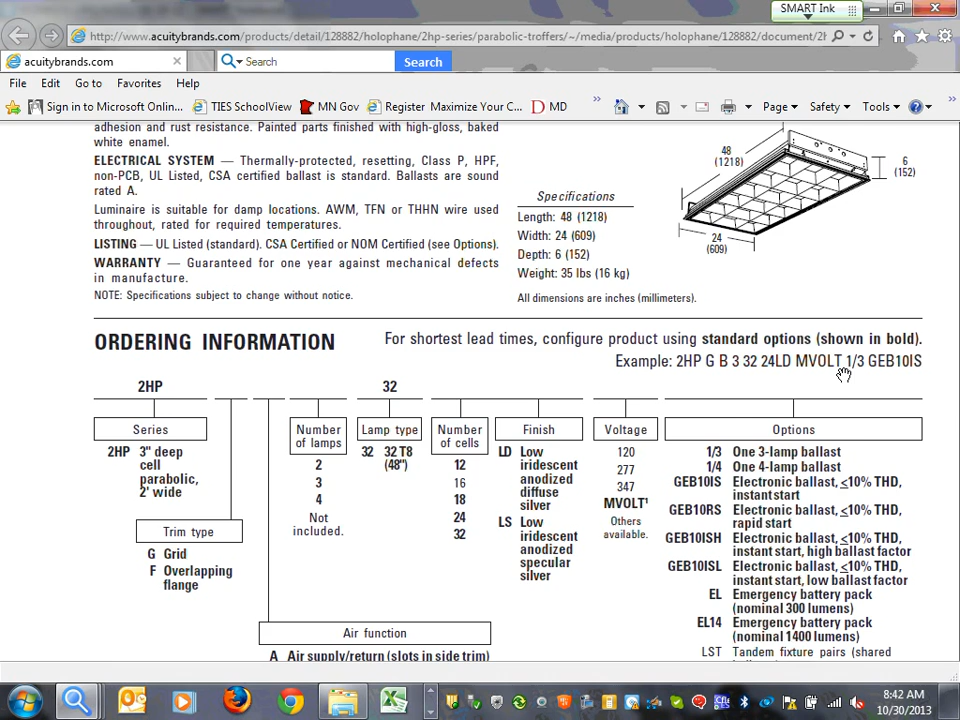 SMART Ink
http://www.acuitybrands.com/products/detail/128882/holophane/2hp-series/parabolic-troffers/~/media/products/holophane/128882/document/2H
acuitybrands.com
Search
Search
File Edit Go to Favorites Help
Sign in to Microsoft Onlin...
TIES SchoolView
MN Gov
Register Maximize Your C...
MD
Page
Safety
Tools
adhesion and rust resistance. Painted parts finished with high-gloss, baked
white enamel.
ELECTRICAL SYSTEM — Thermally-protected, resetting, Class P, HPF,
non-PCB, UL Listed, CSA certified ballast is standard. Ballasts are sound
rated A.
Luminaire is suitable for damp locations. AWM, TFN or THHN wire used
throughout, rated for required temperatures.
LISTING — UL Listed (standard). CSA Certified or NOM Certified (see Options).
WARRANTY — Guaranteed for one year against mechanical defects
in manufacture.
NOTE: Specifications subject to change without notice.
Specifications
Length: 48 (1218)
Width: 24 (609)
Depth: 6 (152)
Weight: 35 lbs (16 kg)
All dimensions are inches (millimeters).
48
(1218)
6
(152)
24
(609)
ORDERING INFORMATION
For shortest lead times, configure product using standard options (shown in bold).
Example: 2HP G B 3 32 24LD MVOLT 1/3 GEB10IS
2HP
32
Series
2HP 3" deep
cell
parabolic,
2' wide
Trim type
G Grid
F Overlapping
flange
Air function
A Air supply/return (slots in side trim)
Number
of lamps
2
3
4
Not
included.
Lamp type
32 32 T8
(48")
Number
of cells
12
16
18
24
32
Finish
LD Low
iridescent
anodized
diffuse
silver
LS Low
iridescent
anodized
specular
silver
Voltage
120
277
347
MVOLT¹
Others
available.
Options
1/3 One 3-lamp ballast
1/4 One 4-lamp ballast
GEB10IS Electronic ballast, ≤10% THD,
instant start
GEB10RS Electronic ballast, ≤10% THD,
rapid start
GEB10ISH Electronic ballast, ≤10% THD,
instant start, high ballast factor
GEB10ISL Electronic ballast, ≤10% THD,
instant start, low ballast factor
EL Emergency battery pack
(nominal 300 lumens)
EL14 Emergency battery pack
(nominal 1400 lumens)
LST Tandem fixture pairs (shared
8:42 AM
10/30/2013